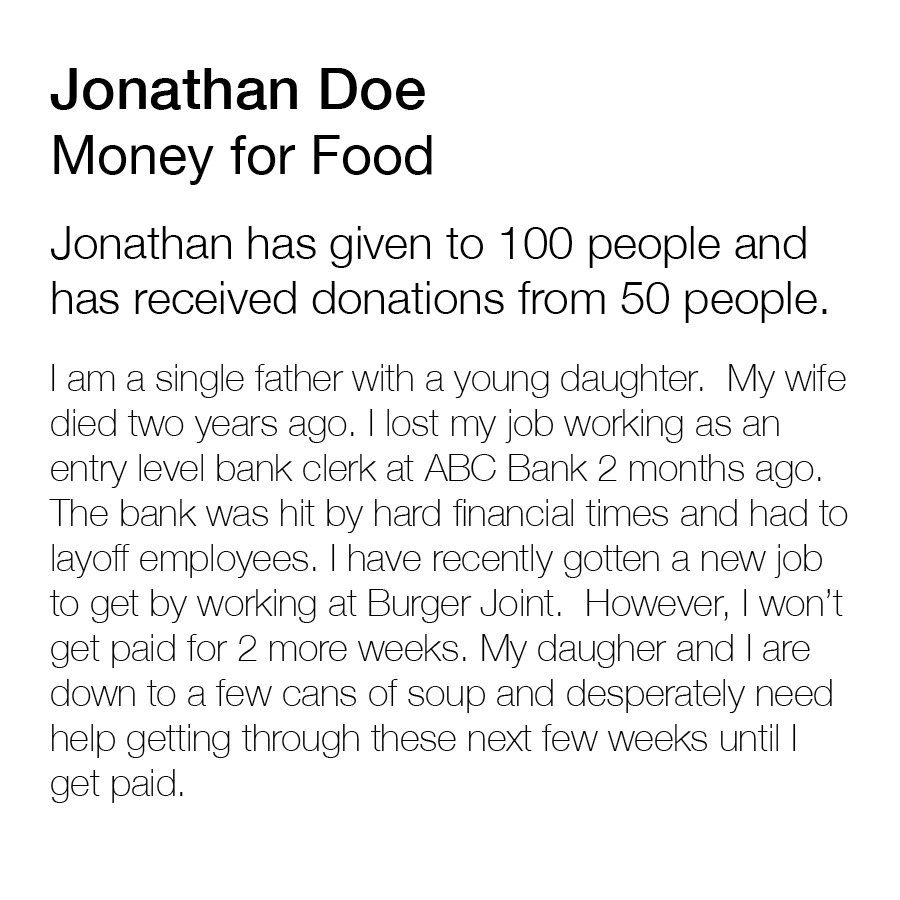 Jonathan Doe
Money for Food
Jonathan has given to 100 people and
has received donations from 50 people.
I am a single father with a young daughter.  My wife
died two years ago. I lost my job working as an
entry level bank clerk at ABC Bank 2 months ago.
The bank was hit by hard financial times and had to
layoff employees. I have recently gotten a new job
to get by working at Burger Joint.  However, I won’t
get paid for 2 more weeks. My daugher and I are
down to a few cans of soup and desperately need
help getting through these next few weeks until I
get paid.